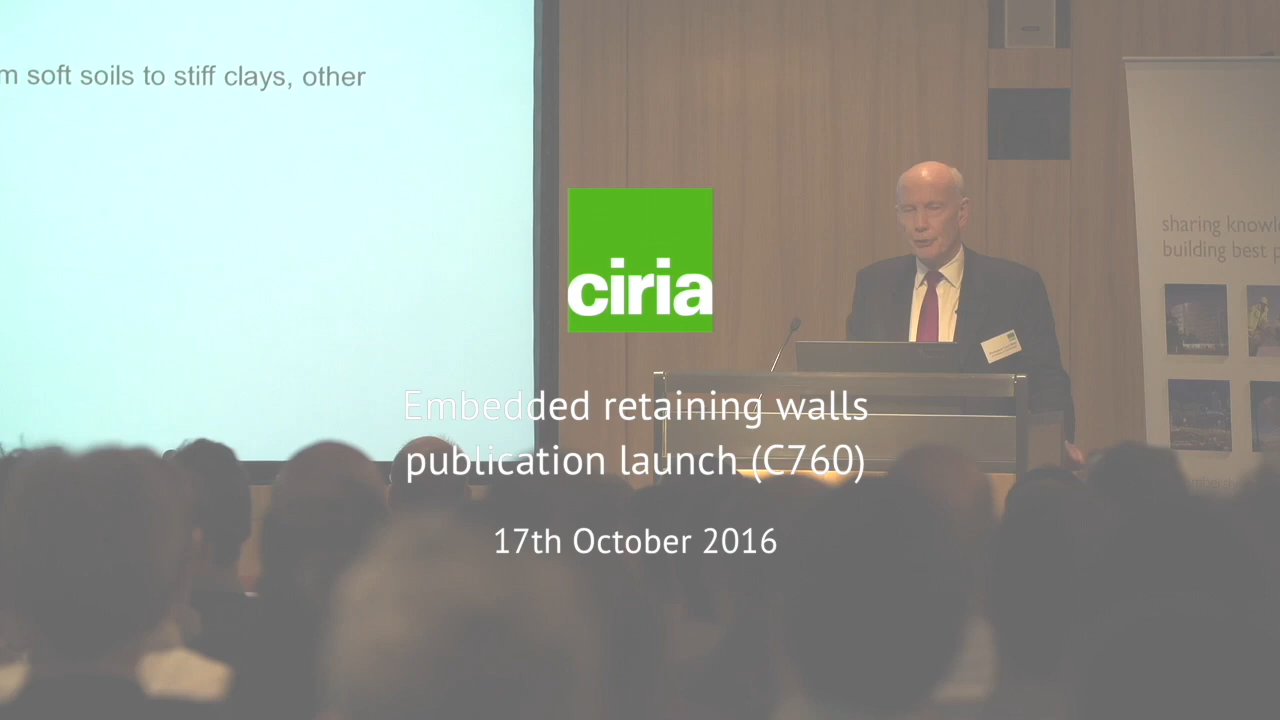 m soft soils to stiff clays, other
sharing knowl
building best p
ciria
Embedded retaining walls
publication launch (C760)
17th October 2016